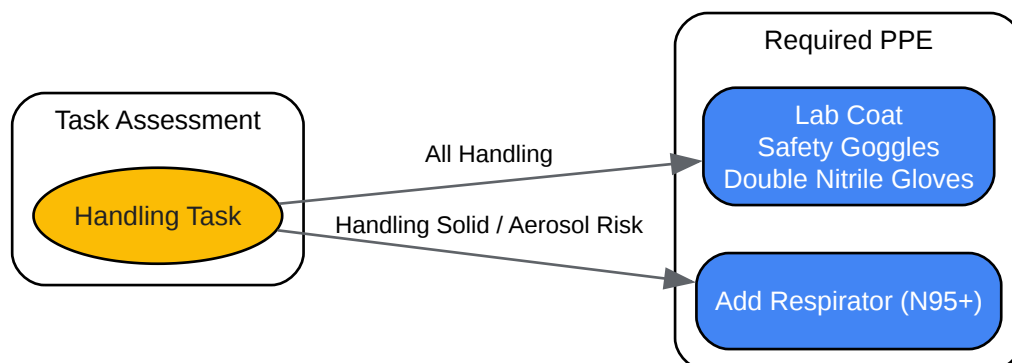 Task Assessment
Handling Task
All Handling
Handling Solid / Aerosol Risk
Required PPE
Lab Coat
Safety Goggles
Double Nitrile Gloves
Add Respirator (N95+)